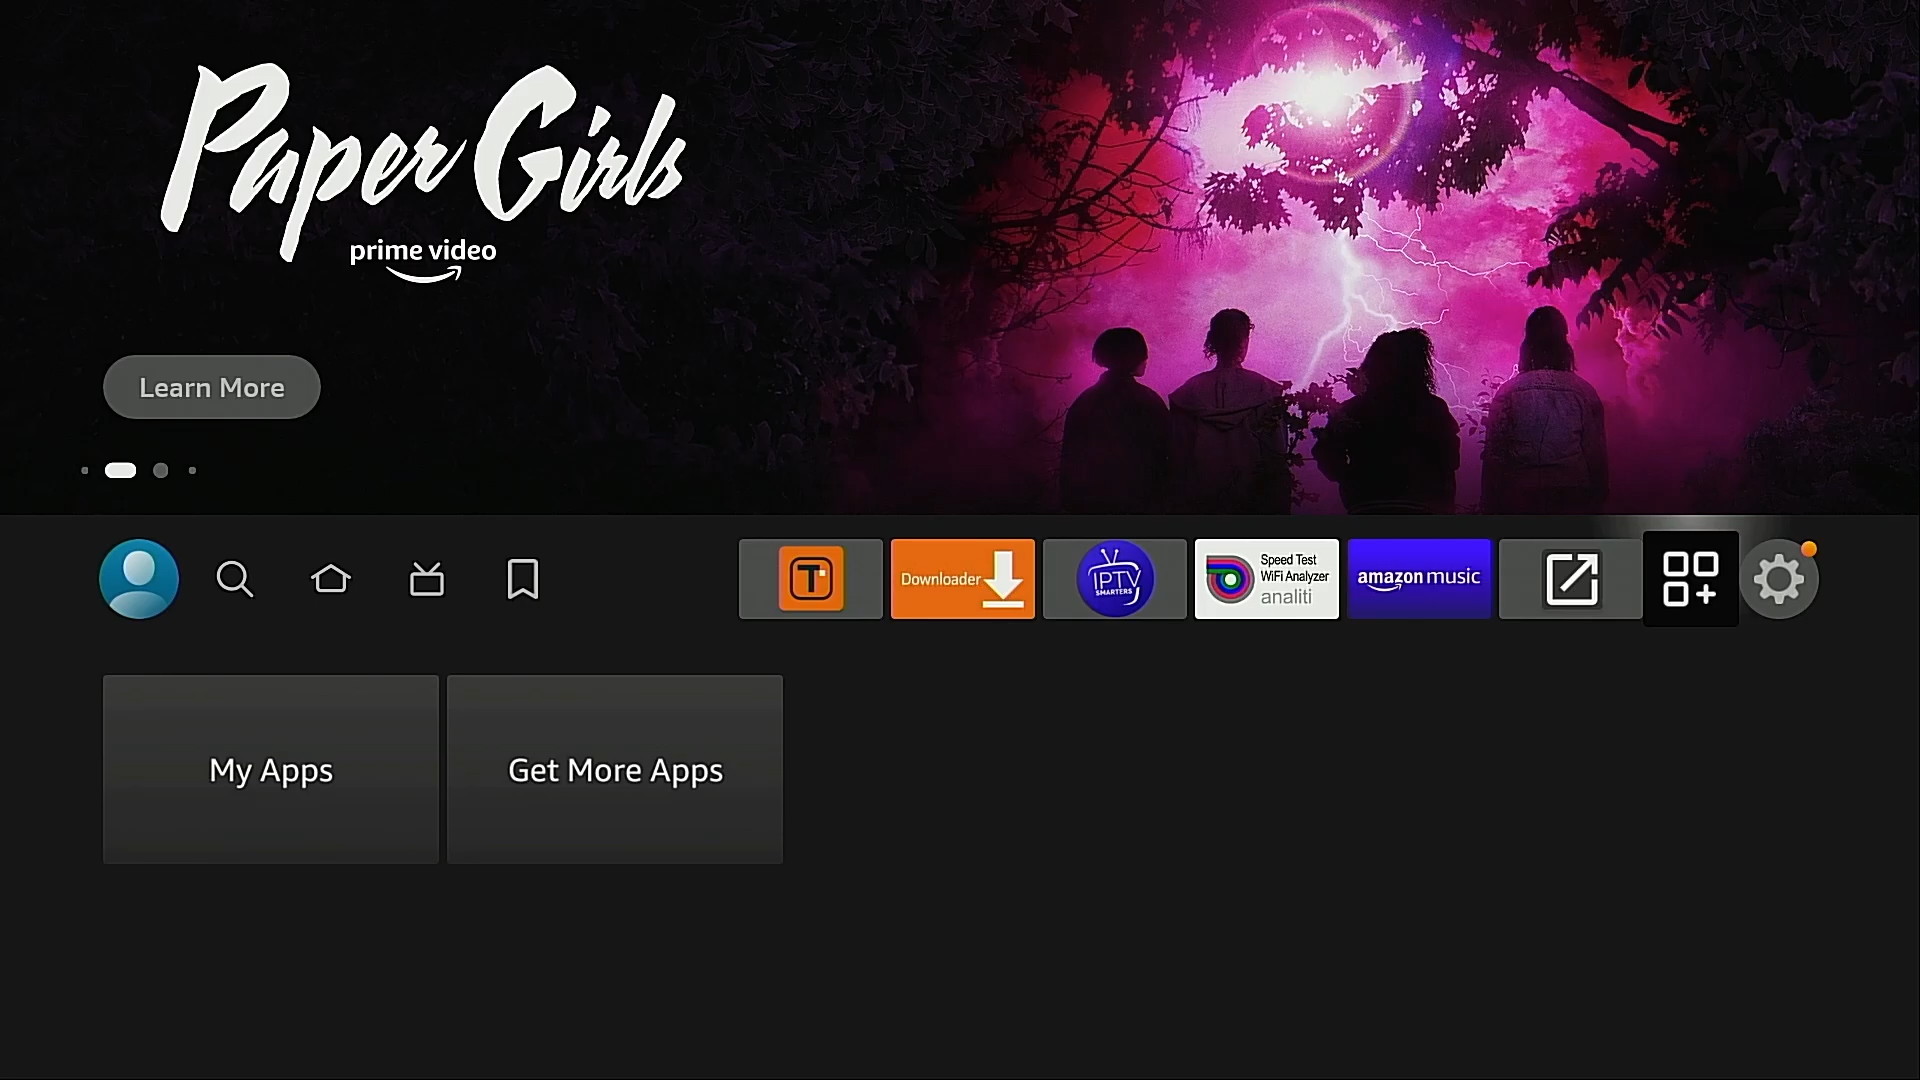 Paper Girls
prime video
Learn More
T
Downloader
IPTV
SMARTERS
Speed Test
WiFi Analyzer
analiti
amazon music
My Apps
Get More Apps